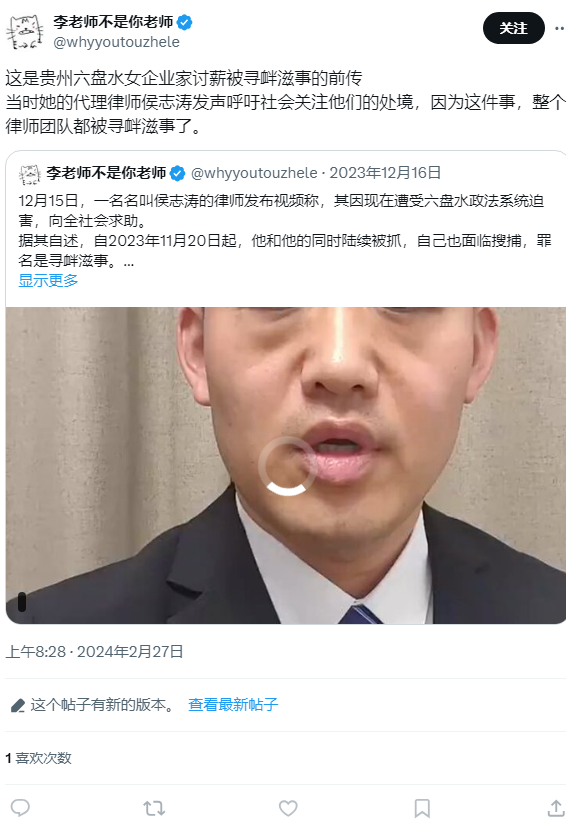 李老师不是你老师
@whyyoutouzhele
关注
这是贵州六盘水女企业家讨薪被寻衅滋事的前传
当时她的代理律师侯志涛发声呼吁社会关注他们的处境，因为这件事，整个
律师团队都被寻衅滋事了。
李老师不是你老师 @whyyoutouzhele · 2023年12月16日
12月15日，一名名叫侯志涛的律师发布视频称，其因现在遭受六盘水政法系统迫
害，向全社会求助。
据其自述，自2023年11月20日起，他和他的同时陆续被抓，自己也面临搜捕，罪
名是寻衅滋事。...
显示更多
上午8:28 · 2024年2月27日
这个帖子有新的版本。 查看最新帖子
1 喜欢次数